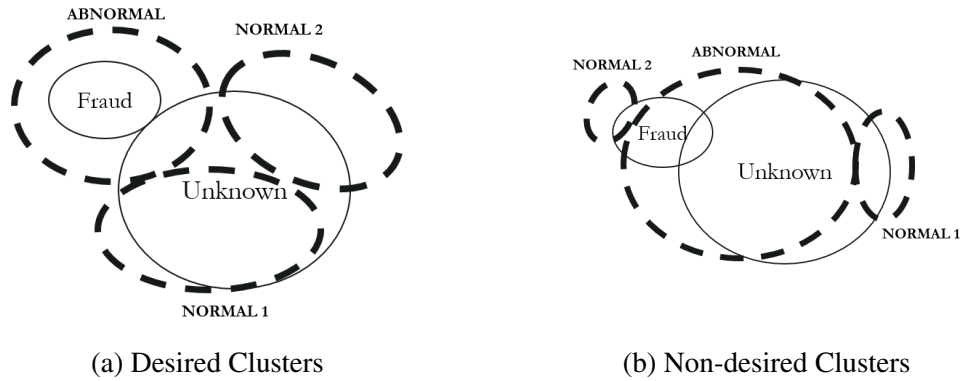 ABNORMAL
NORMAL 2
Fraud
Unknown
NORMAL 1
(a) Desired Clusters
ABNORMAL
NORMAL 2
Fraud
Unknown
NORMAL 1
(b) Non-desired Clusters